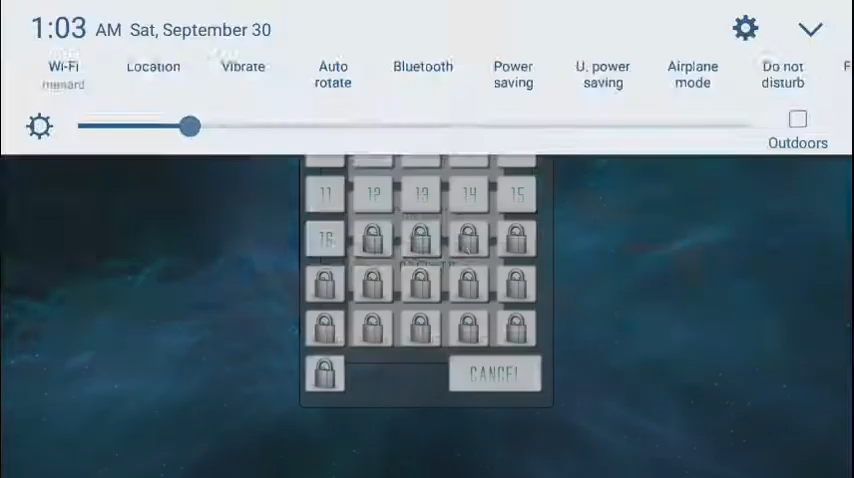 1:03 AM Sat, September 30
Wi-Fi
Location
Vibrate
Auto
rotate
Bluetooth
Power
saving
U. power
saving
Airplane
mode
Do not
disturb
F
Outdoors
11 12 13 14 15
16
CANCEL